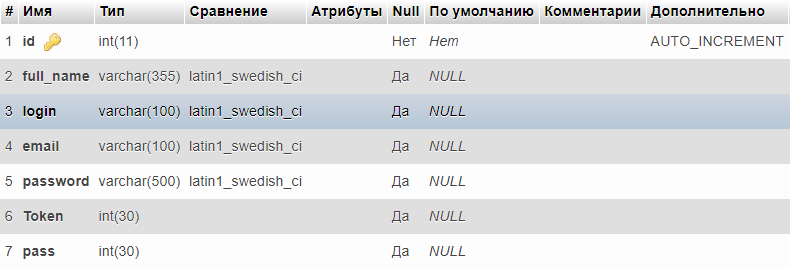 # Имя Тип Сравнение Атрибуты Null По умолчанию Комментарии Дополнительно
1 id int(11) Нет Нет AUTO_INCREMENT
2 full_name varchar(355) latin1_swedish_ci Да NULL
3 login varchar(100) latin1_swedish_ci Да NULL
4 email varchar(100) latin1_swedish_ci Да NULL
5 password varchar(500) latin1_swedish_ci Да NULL
6 Token int(30) Да NULL
7 pass int(30) Да NULL